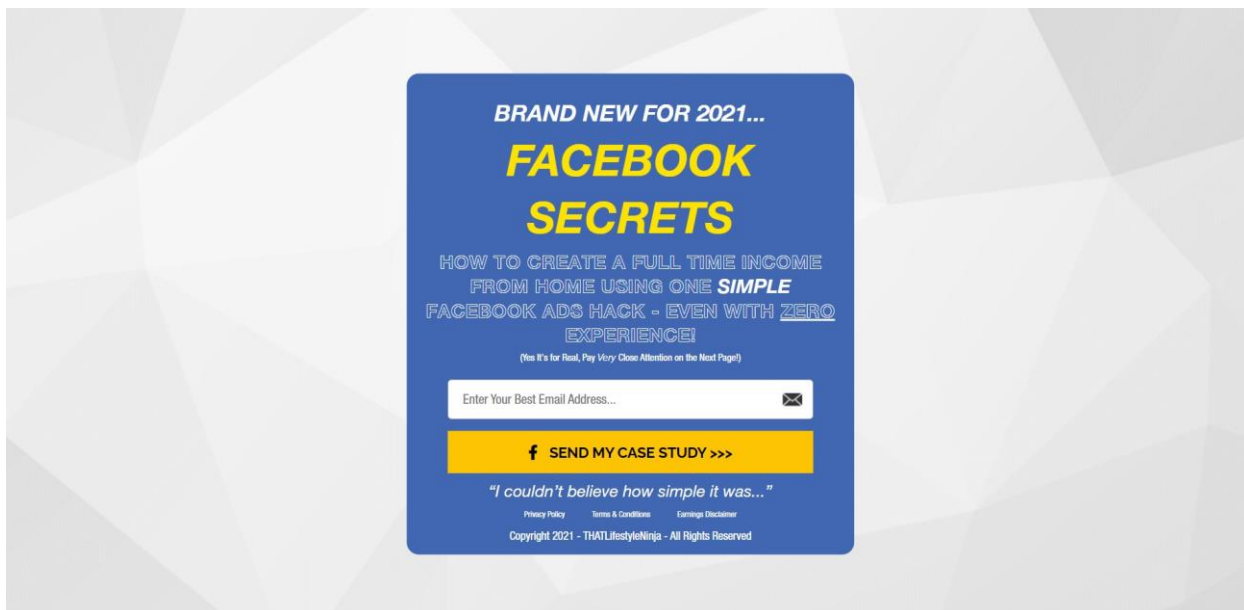 BRAND NEW FOR 2021...
FACEBOOK
SECRETS
HOW TO CREATE A FULL TIME INCOME
FROM HOME USING ONE SIMPLE
FACEBOOK ADS HACK - EVEN WITH ZERO
EXPERIENCE!
(Yes It's for Real, Pay Very Close Attention on the Next Page!)
Enter Your Best Email Address...
f SEND MY CASE STUDY >>>
“I couldn't believe how simple it was...”
Privacy Policy Terms & Conditions Earnings Disclaimer
Copyright 2021 - THATLifestyleNinja - All Rights Reserved